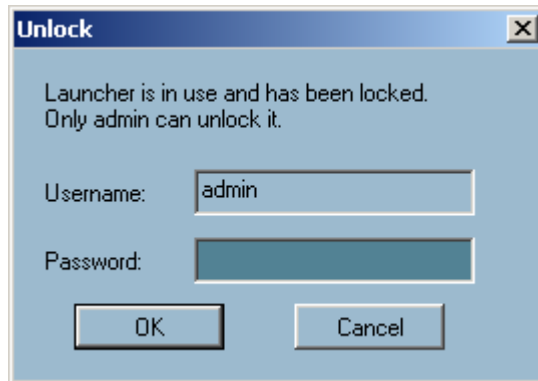 Unlock
Launcher is in use and has been locked.
Only admin can unlock it.
Username:
admin
Password:
OK
Cancel